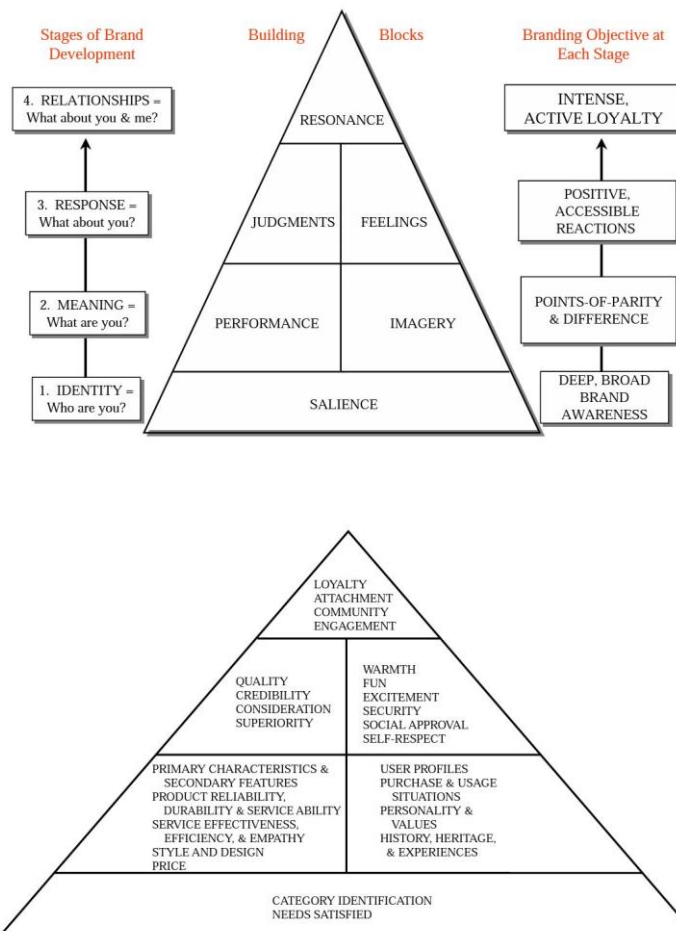 Stages of Brand
Development
Building
Blocks
Branding Objective at
Each Stage
4. RELATIONSHIPS =
What about you & me?
3. RESPONSE =
What about you?
2. MEANING =
What are you?
1. IDENTITY =
Who are you?
RESONANCE
JUDGMENTS
FEELINGS
PERFORMANCE
IMAGERY
SALIENCE
INTENSE,
ACTIVE LOYALTY
POSITIVE,
ACCESSIBLE
REACTIONS
POINTS-OF-PARITY
& DIFFERENCE
DEEP, BROAD
BRAND
AWARENESS
LOYALTY
ATTACHMENT
COMMUNITY
ENGAGEMENT
QUALITY
CREDIBILITY
CONSIDERATION
SUPERIORITY
WARMTH
FUN
EXCITEMENT
SECURITY
SOCIAL APPROVAL
SELF-RESPECT
PRIMARY CHARACTERISTICS &
SECONDARY FEATURES
PRODUCT RELIABILITY,
DURABILITY & SERVICE ABILITY
SERVICE EFFECTIVENESS,
EFFICIENCY, & EMPATHY
STYLE AND DESIGN
PRICE
USER PROFILES
PURCHASE & USAGE
SITUATIONS
PERSONALITY &
VALUES
HISTORY, HERITAGE,
& EXPERIENCES
CATEGORY IDENTIFICATION
NEEDS SATISFIED